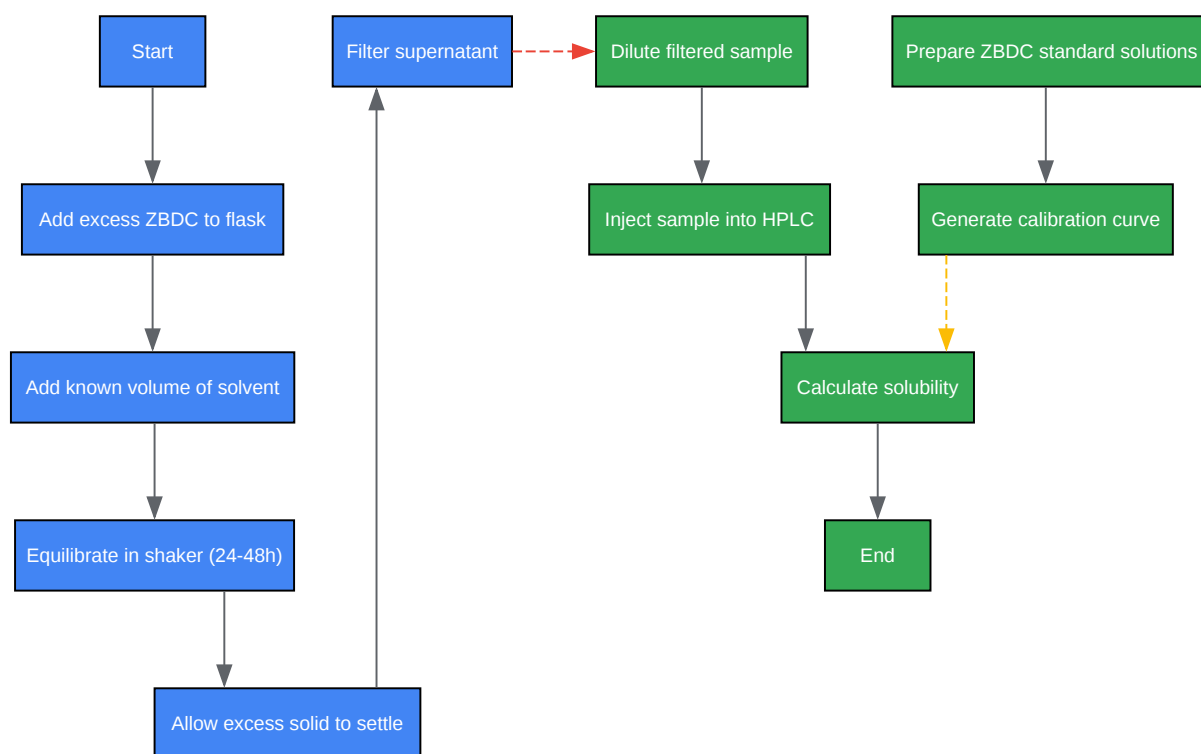 Start
Add excess ZBDC to flask
Add known volume of solvent
Equilibrate in shaker (24-48h)
Allow excess solid to settle
Filter supernatant
Dilute filtered sample
Inject sample into HPLC
Prepare ZBDC standard solutions
Generate calibration curve
Calculate solubility
End